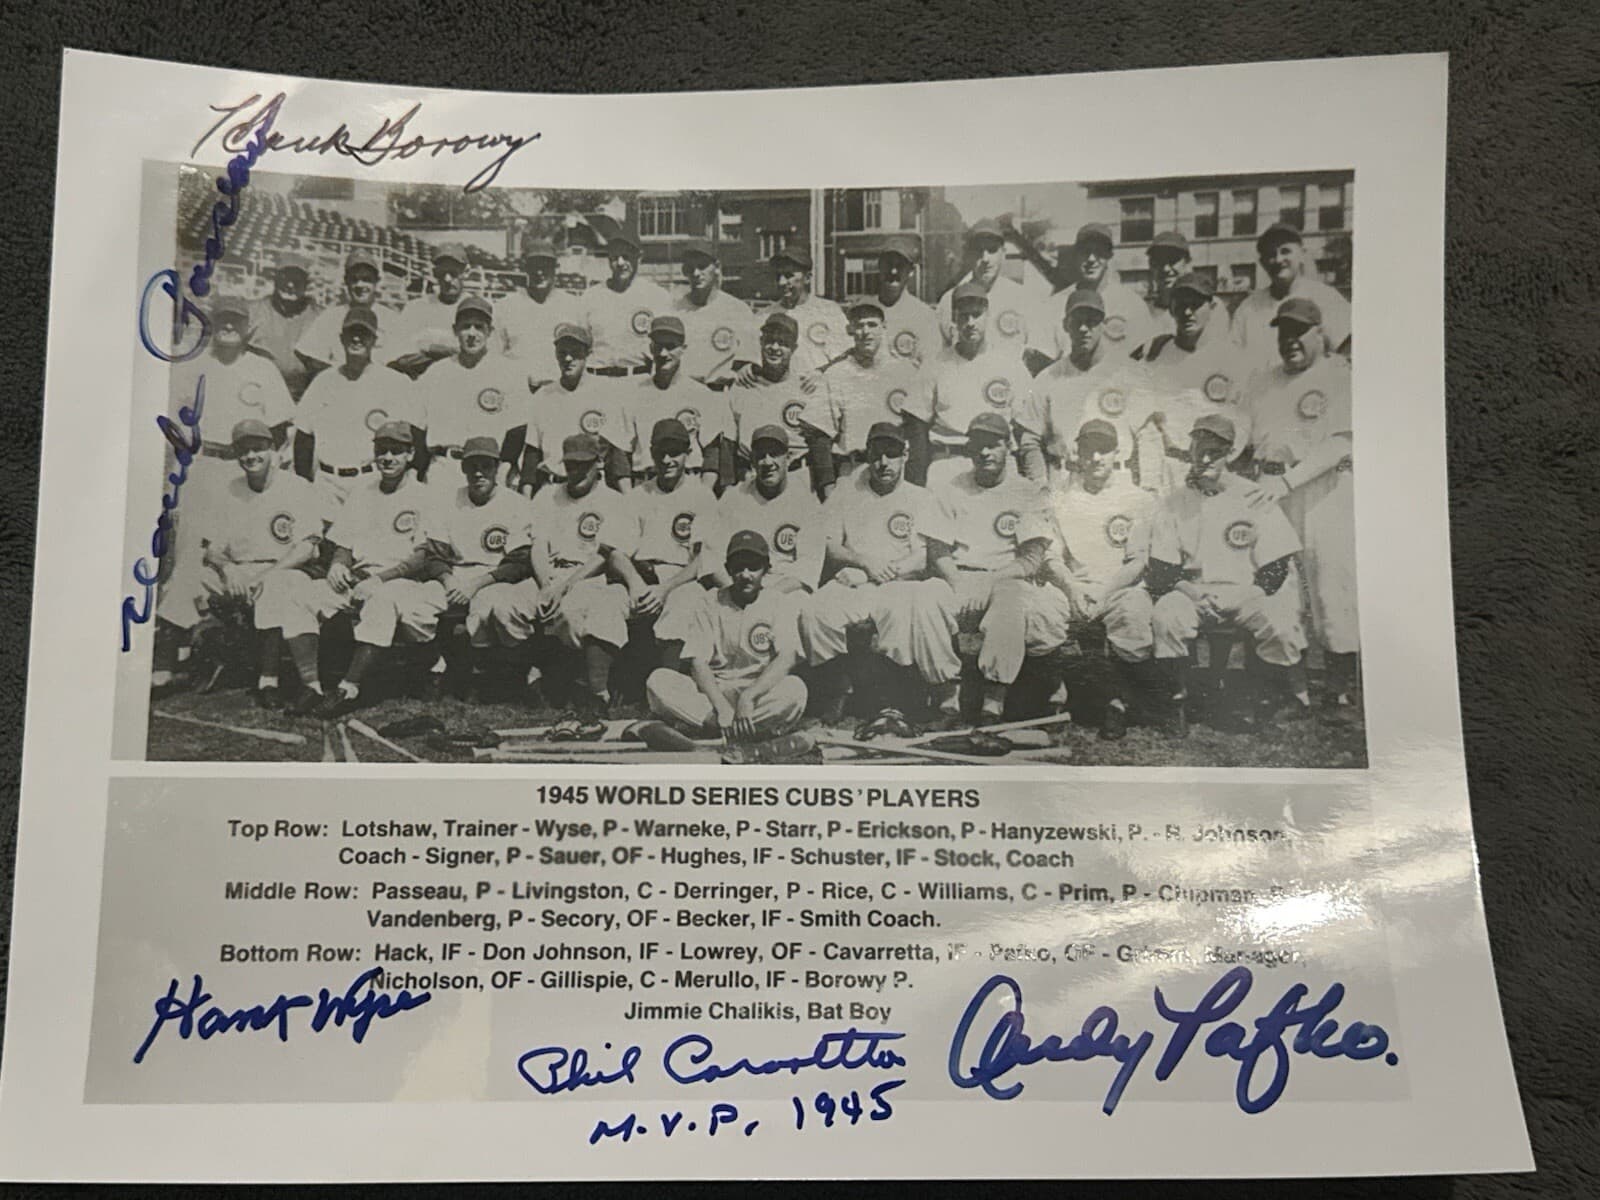 Hank Borowy
Claude Passeau
CUBS
1945 WORLD SERIES CUBS' PLAYERS
Top Row: Lotshaw, Trainer - Wyse, P - Warneke, P - Starr, P - Erickson, P - Hanyzewski, P. - R. Johnson,
Coach - Signer, P - Sauer, OF - Hughes, IF - Schuster, IF - Stock, Coach
Middle Row: Passeau, P - Livingston, C - Derringer, P - Rice, C - Williams, C - Prim, P - Chipman,
Vandenberg, P - Secory, OF - Becker, IF - Smith Coach.
Bottom Row: Hack, IF - Don Johnson, IF - Lowrey, OF - Cavarretta, IF - Pafko, OF - Grimm, Manager,
Nicholson, OF - Gillispie, C - Merullo, IF - Borowy P.
Jimmie Chalikis, Bat Boy
Hank Wyse
Phil Cavarretta
M.V.P. 1945
Andy Pafko.